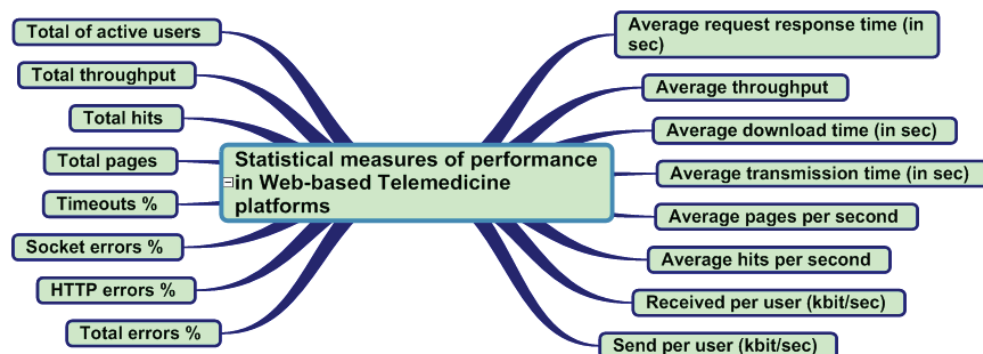 Total of active users
Total throughput
Total hits
Total pages
Timeouts %
Socket errors %
HTTP errors %
Total errors %
Statistical measures of performance
in Web-based Telemedicine
platforms
Average request response time (in
sec)
Average throughput
Average download time (in sec)
Average transmission time (in sec)
Average pages per second
Average hits per second
Received per user (kbit/sec)
Send per user (kbit/sec)